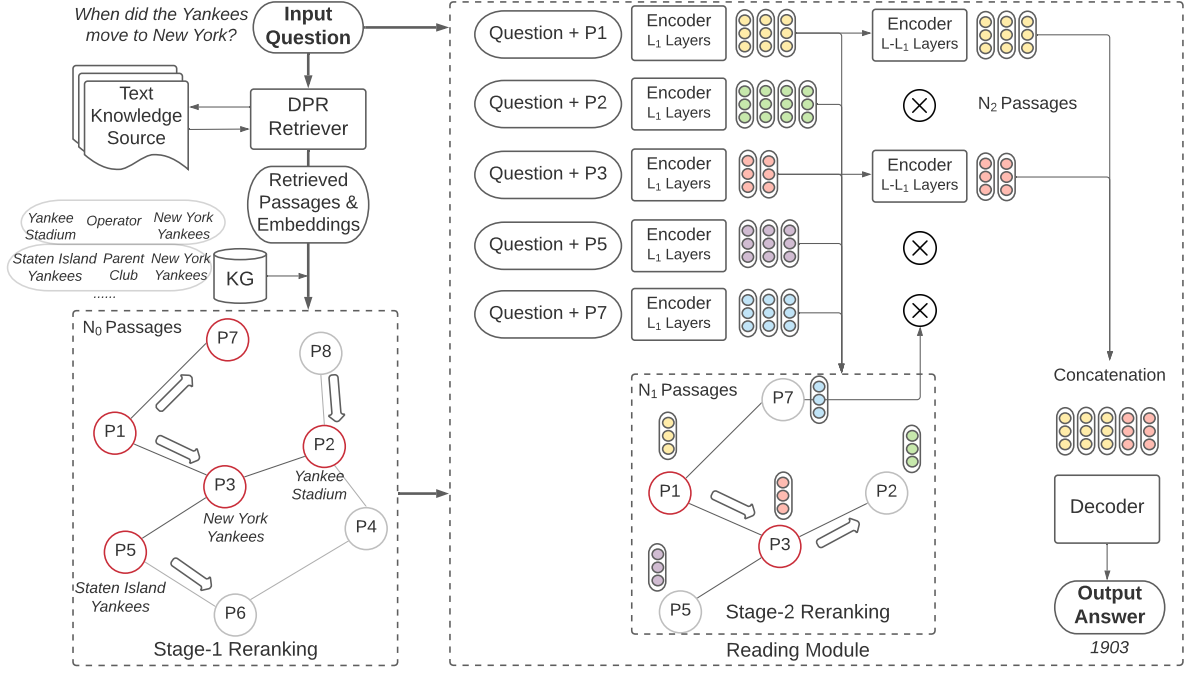 When did the Yankees
move to New York?
Input
Question
Text
Knowledge
Source
DPR
Retriever
Retrieved
Passages &
Embeddings
Yankee
Stadium
Operator
New York
Yankees
Staten Island
Yankees
Parent
Club
New York
Yankees
......
KG
N0 Passages
P7
P8
P1
P2
Yankee
Stadium
P3
New York
Yankees
P4
P5
Staten Island
Yankees
P6
Stage-1 Reranking
Question + P1
Encoder
L1 Layers
Encoder
L-L1 Layers
Question + P2
Encoder
L1 Layers
N2 Passages
Question + P3
Encoder
L1 Layers
Encoder
L-L1 Layers
Question + P5
Encoder
L1 Layers
Question + P7
Encoder
L1 Layers
N1 Passages
P7
P1
P2
P3
P5
Stage-2 Reranking
Reading Module
Concatenation
Decoder
Output
Answer
1903